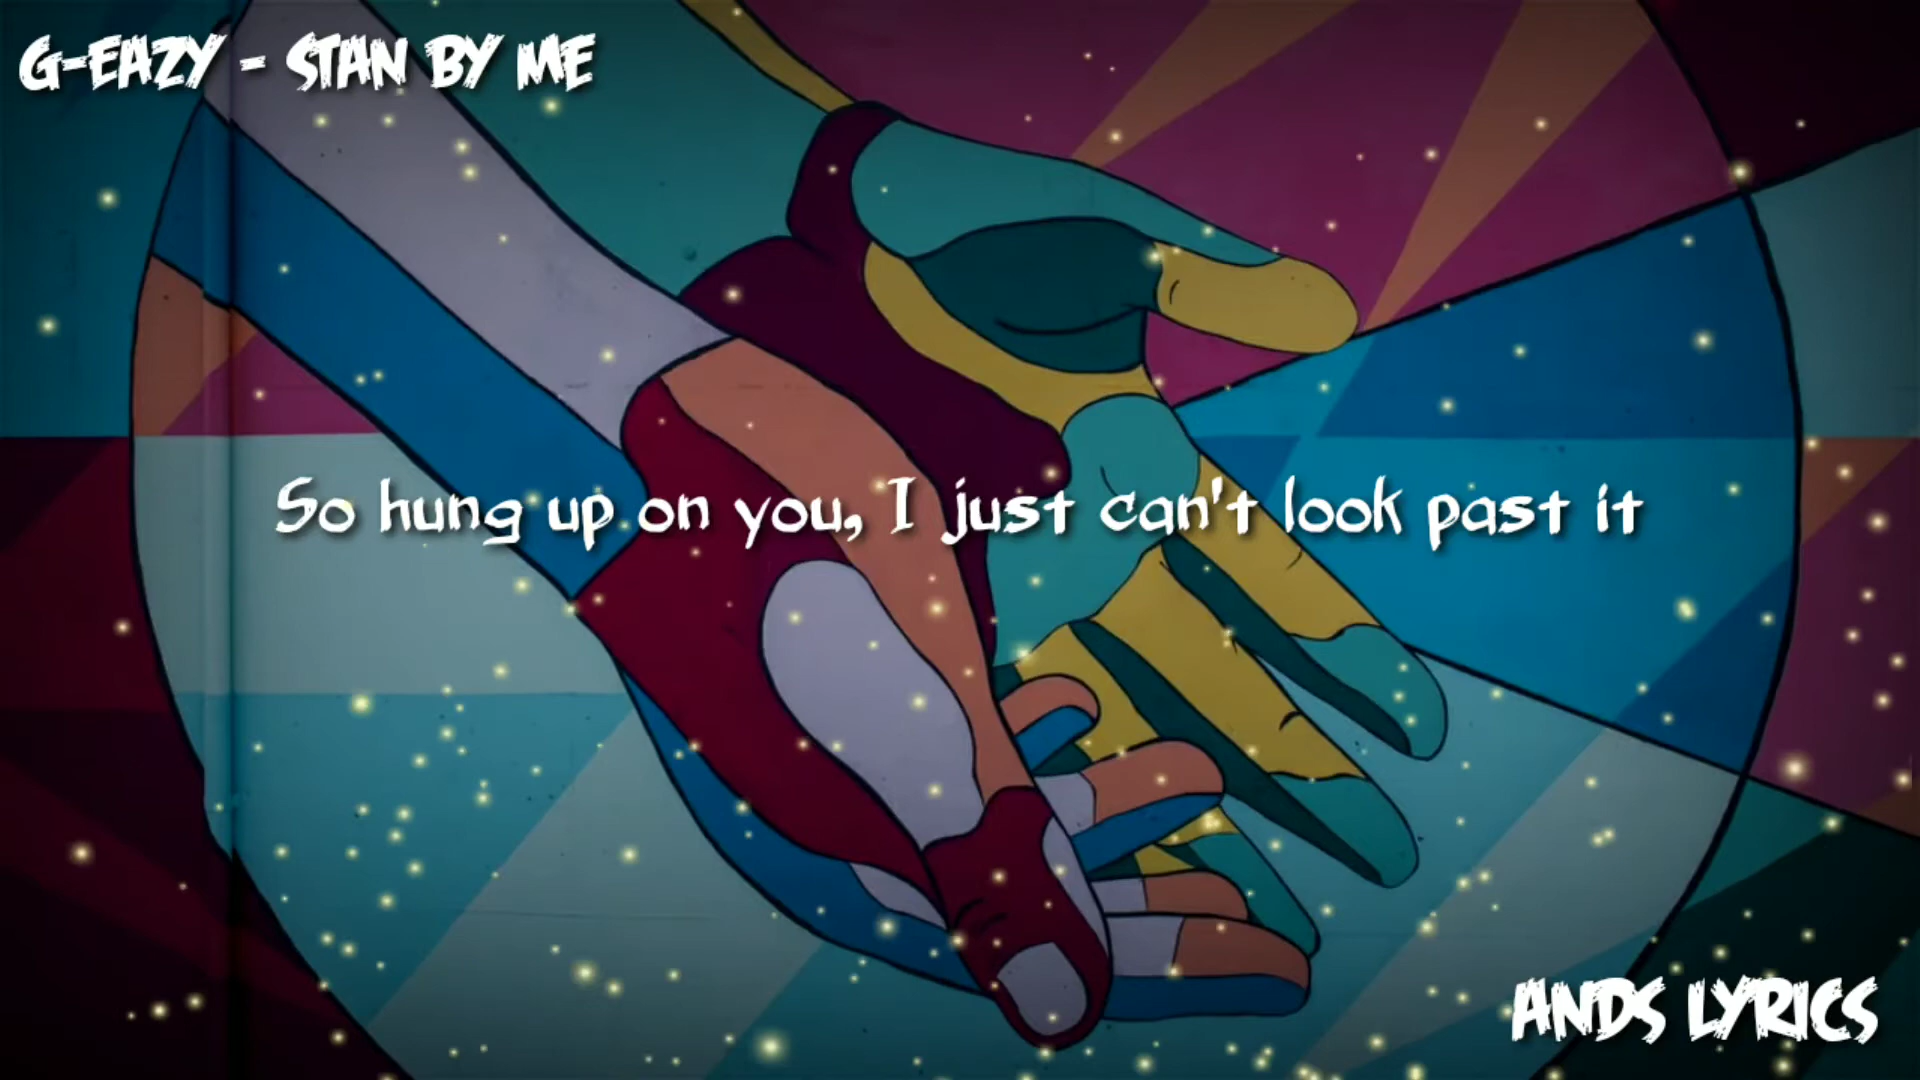 G-EAZY - STAN BY ME
So hung up on you, I just can't look past it
ANDS LYRICS